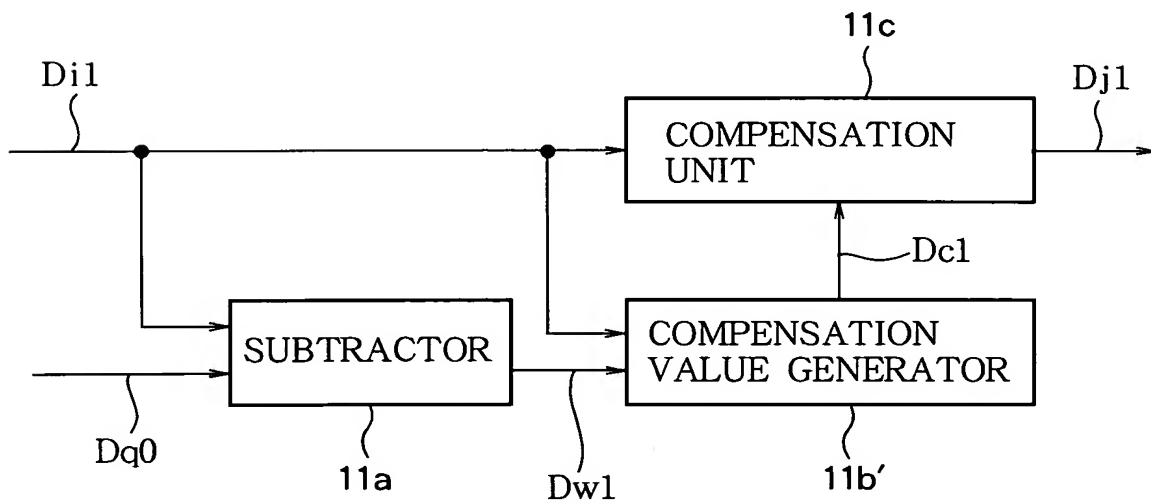 11c
Di1
Dj1
COMPENSATION
UNIT
Dc1
SUBTRACTOR
COMPENSATION
VALUE GENERATOR
Dq0
11a
Dw1
11b′